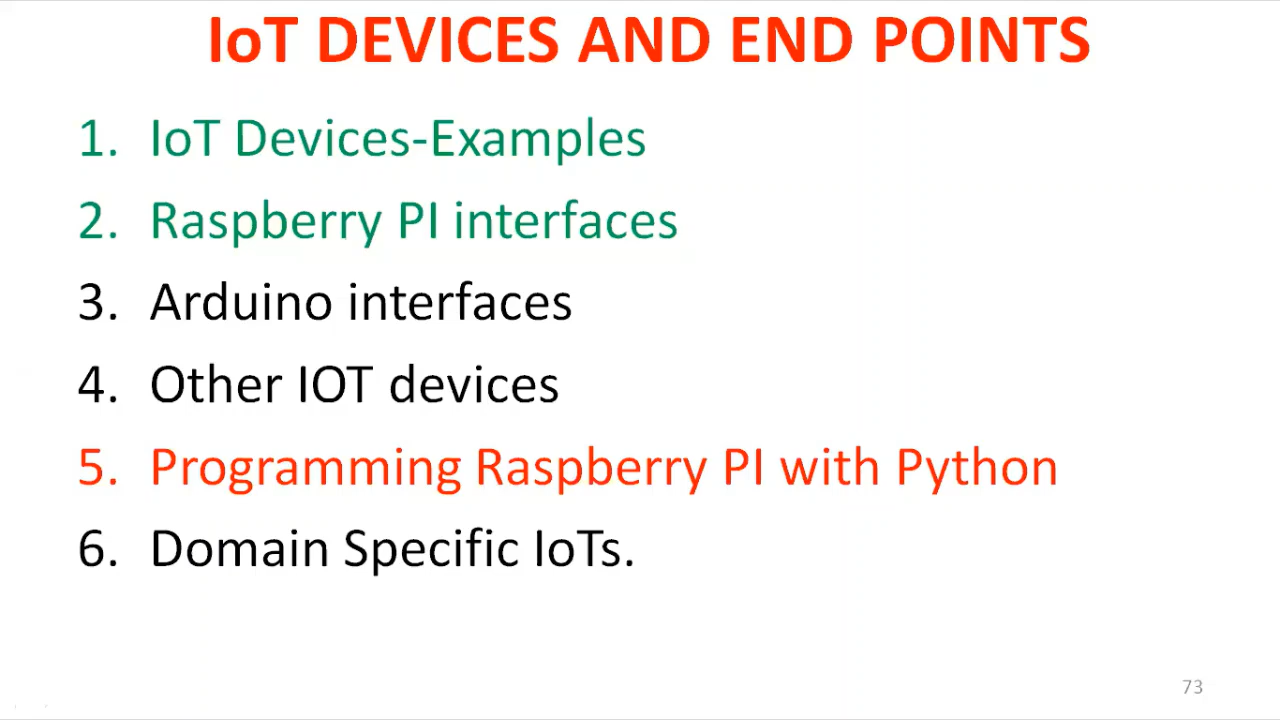 IoT DEVICES AND END POINTS
1. IoT Devices-Examples
2. Raspberry PI interfaces
3. Arduino interfaces
4. Other IOT devices
5. Programming Raspberry PI with Python
6. Domain Specific IoTs.
73